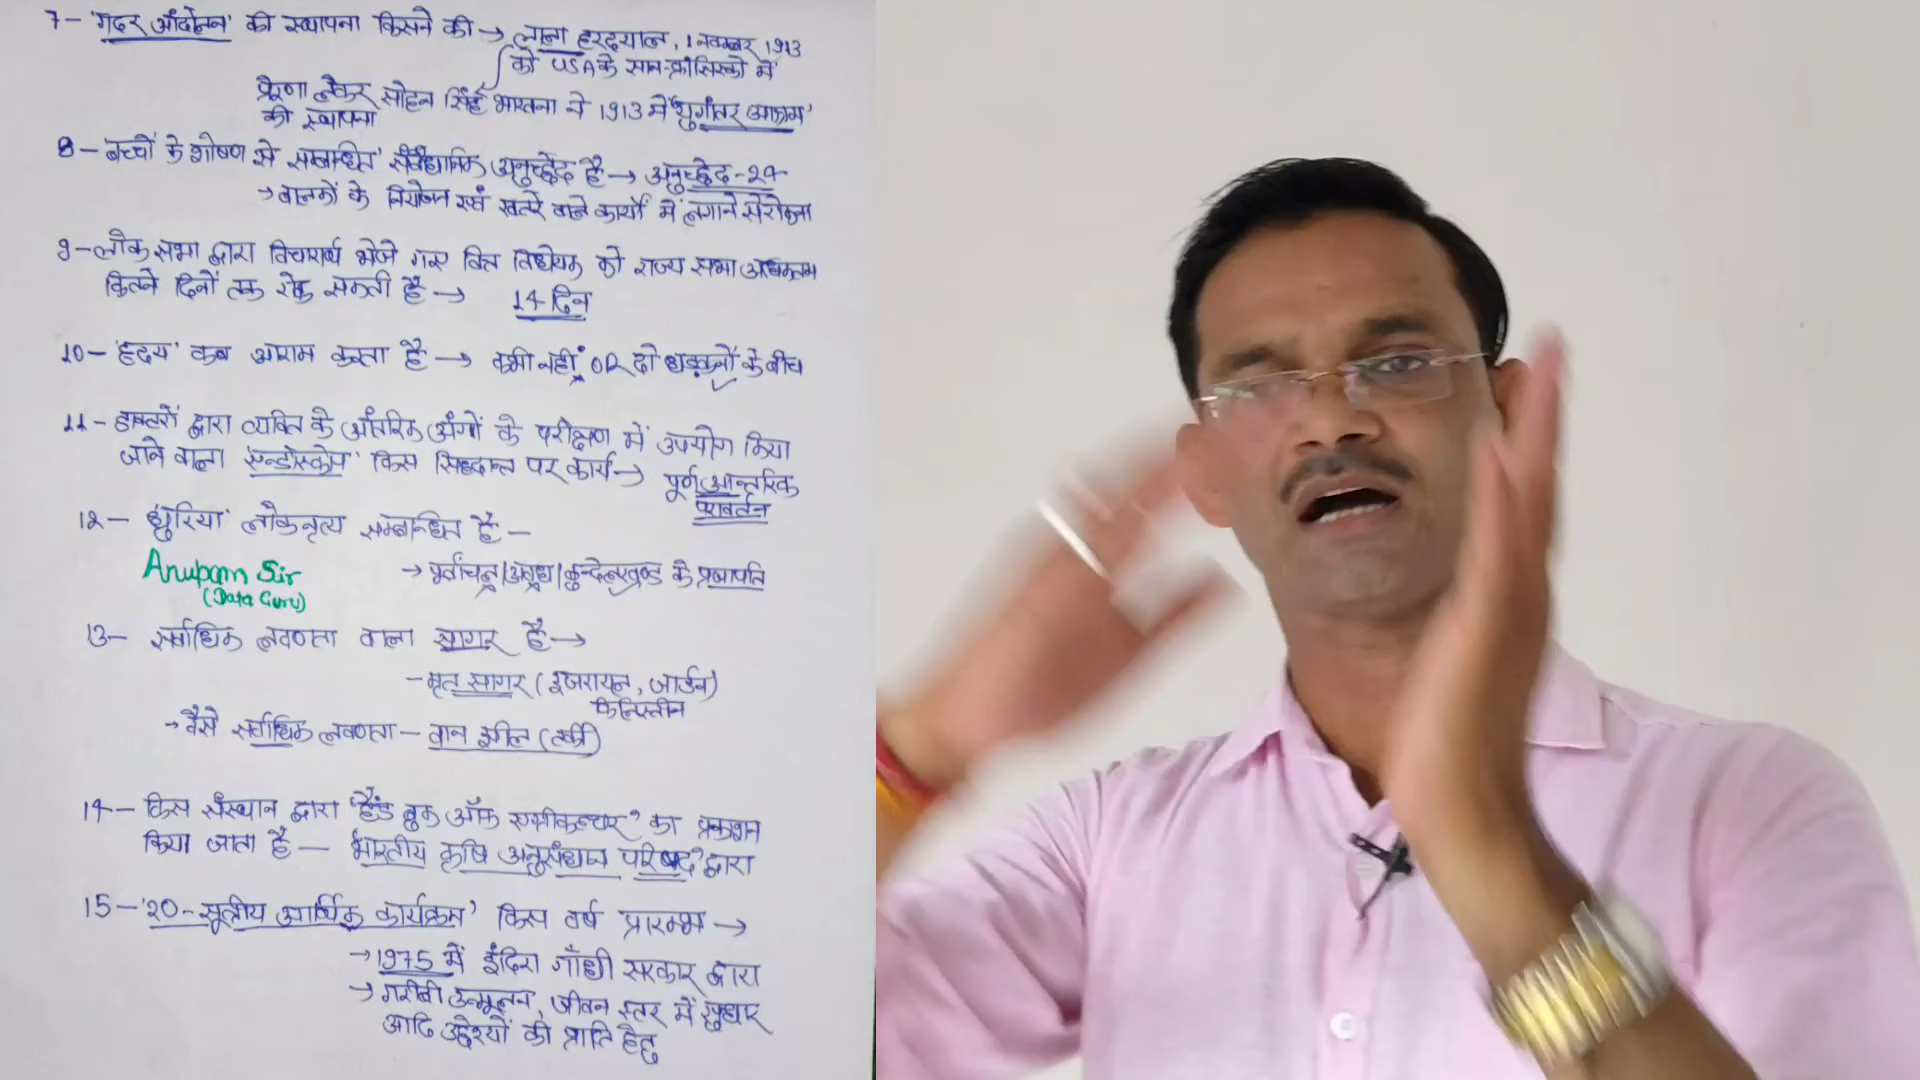 7- 'गदर आंदोलन' की स्थापना किसने की → लाला हरदयाल, 1 नवम्बर 1913
को USA के सान-फ्रांसिस्को में
प्रेरणा लेकर सोहन सिंह भाखना ने 1913 में "युगांतर आश्रम"
की स्थापना
8- 'बच्चों के शोषण से सम्बन्धित' संवैधानिक अनुच्छेद है → अनुच्छेद-24
→ बालकों के नियोजन एवं खतरे वाले कार्यों में लगाने से रोकना
9- लोक सभा द्वारा विचारार्थ भेजे गए वित्त विधेयक को राज्य सभा अधिकतम
कितने दिनों तक रोक सकती है → 14 दिन
10- 'हृदय' कब आराम करता है → कभी नहीं, OR दो धड़कनों के बीच
11- डाक्टरों द्वारा व्यक्ति के आंतरिक अंगों के परीक्षण में उपयोग किया
जाने वाला 'एन्डोस्कोप' किस सिद्धान्त पर कार्य → पूर्ण आन्तरिक
परावर्तन
12- 'धुरिया' लोकनृत्य सम्बन्धित है -
Anupam Sir
(Data Guru)
→ पूर्वांचल/अवध/बुन्देलखण्ड के प्रजापति
13- सर्वाधिक लवणता वाला सागर है →
- मृत सागर (इजरायल, जार्डन)
फिलिस्तीन
→ वैसे सर्वाधिक लवणता - वान झील (तर्की)
14- किस संस्थान द्वारा 'हैंड बुक ऑफ एग्रीकल्चर' का प्रकाशन
किया जाता है - 'भारतीय कृषि अनुसंधान परिषद' द्वारा
15- '20-सूत्रीय आर्थिक कार्यक्रम' किस वर्ष प्रारम्भ →
→ 1975 में इंदिरा गाँधी सरकार द्वारा
→ गरीबी उन्मूलन, जीवन स्तर में सुधार
आदि उद्देश्यों की प्राप्ति हेतु